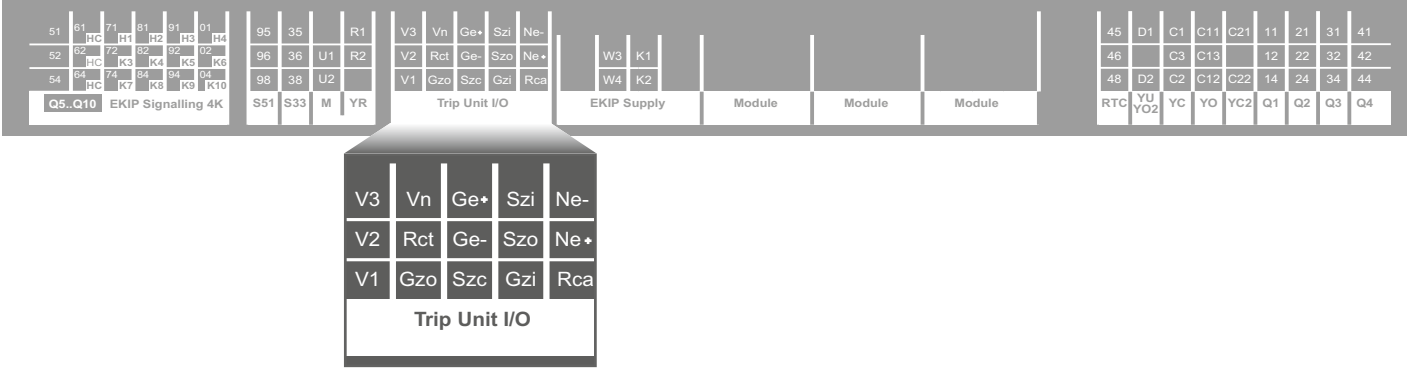 51 61 HC 71 H1 81 H2 91 H3 01 H4 95 35 R1 V3 Vn Ge+ Szi Ne- 45 D1 C1 C11 C21 11 21 31 41
52 62 HC 72 K3 82 K4 92 K5 02 K6 96 36 U1 R2 V2 Rct Ge- Szo Ne+ W3 K1 46 C3 C13 12 22 32 42
54 64 HC 74 K7 84 K8 94 K9 04 K10 98 38 U2 V1 Gzo Szc Gzi Rca W4 K2 48 D2 C2 C12 C22 14 24 34 44
Q5..Q10 EKIP Signalling 4K S51 S33 M YR Trip Unit I/O EKIP Supply Module Module Module RTC YU YO2 YC YO YC2 Q1 Q2 Q3 Q4
V3 Vn Ge+ Szi Ne-
V2 Rct Ge- Szo Ne+
V1 Gzo Szc Gzi Rca
Trip Unit I/O